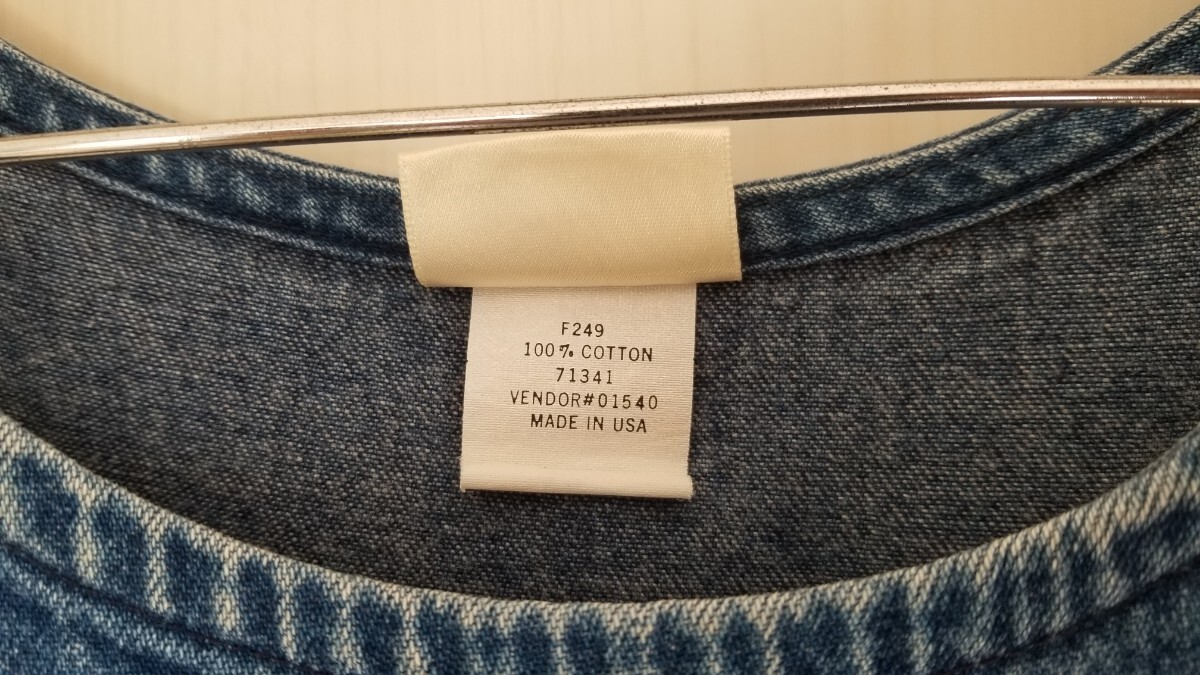 F249
100% COTTON
71341
VENDOR#01540
MADE IN USA